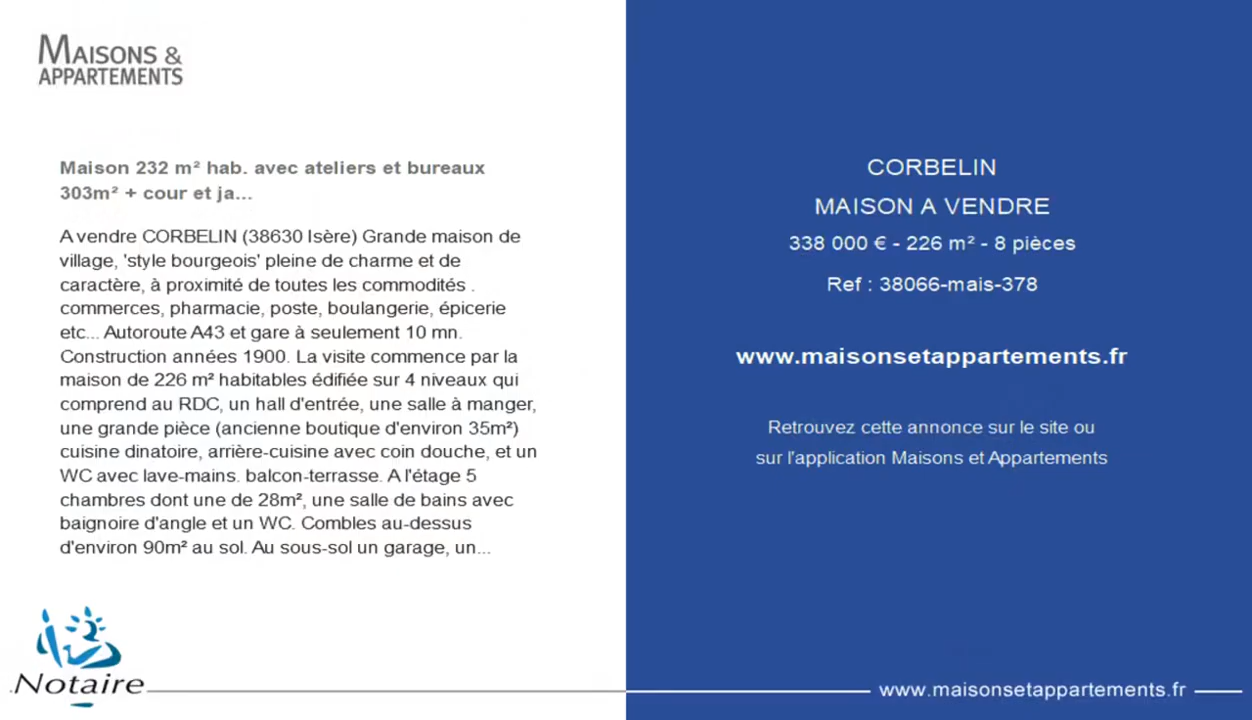 MAISONS &
APPARTEMENTS
Maison 232 m² hab. avec ateliers et bureaux
303m² + cour et ja...
A vendre CORBELIN (38630 Isère) Grande maison de
village, 'style bourgeois' pleine de charme et de
caractère, à proximité de toutes les commodités .
commerces, pharmacie, poste, boulangerie, épicerie
etc... Autoroute A43 et gare à seulement 10 mn.
Construction années 1900. La visite commence par la
maison de 226 m² habitables édifiée sur 4 niveaux qui
comprend au RDC, un hall d'entrée, une salle à manger,
une grande pièce (ancienne boutique d'environ 35m²)
cuisine dinatoire, arrière-cuisine avec coin douche, et un
WC avec lave-mains. balcon-terrasse. A l'étage 5
chambres dont une de 28m², une salle de bains avec
baignoire d'angle et un WC. Combles au-dessus
d'environ 90m² au sol. Au sous-sol un garage, un...
CORBELIN
MAISON A VENDRE
338 000 € - 226 m² - 8 pièces
Ref : 38066-mais-378
www.maisonsetappartements.fr
Retrouvez cette annonce sur le site ou
sur l'application Maisons et Appartements
Notaire
www.maisonsetappartements.fr